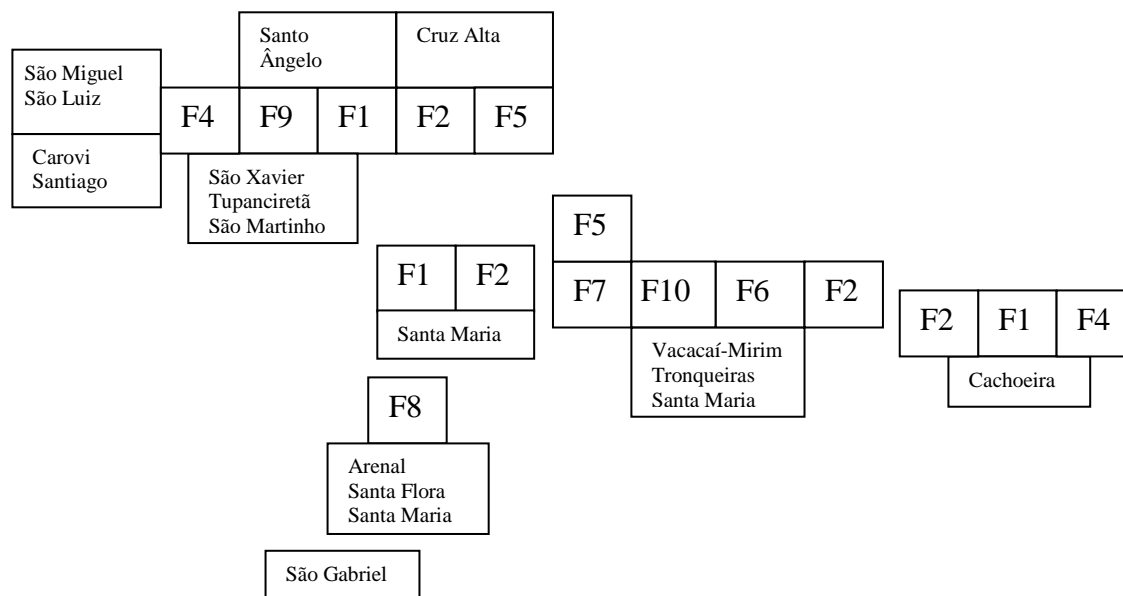 Santo
Ângelo
Cruz Alta
São Miguel
São Luiz
F4 F9 F1 F2 F5
Carovi
Santiago
São Xavier
Tupanciretã
São Martinho
F5
F1 F2
F7 F10 F6 F2
F2 F1 F4
Santa Maria
Vacacaí-Mirim
Tronqueiras
Santa Maria
Cachoeira
F8
Arenal
Santa Flora
Santa Maria
São Gabriel